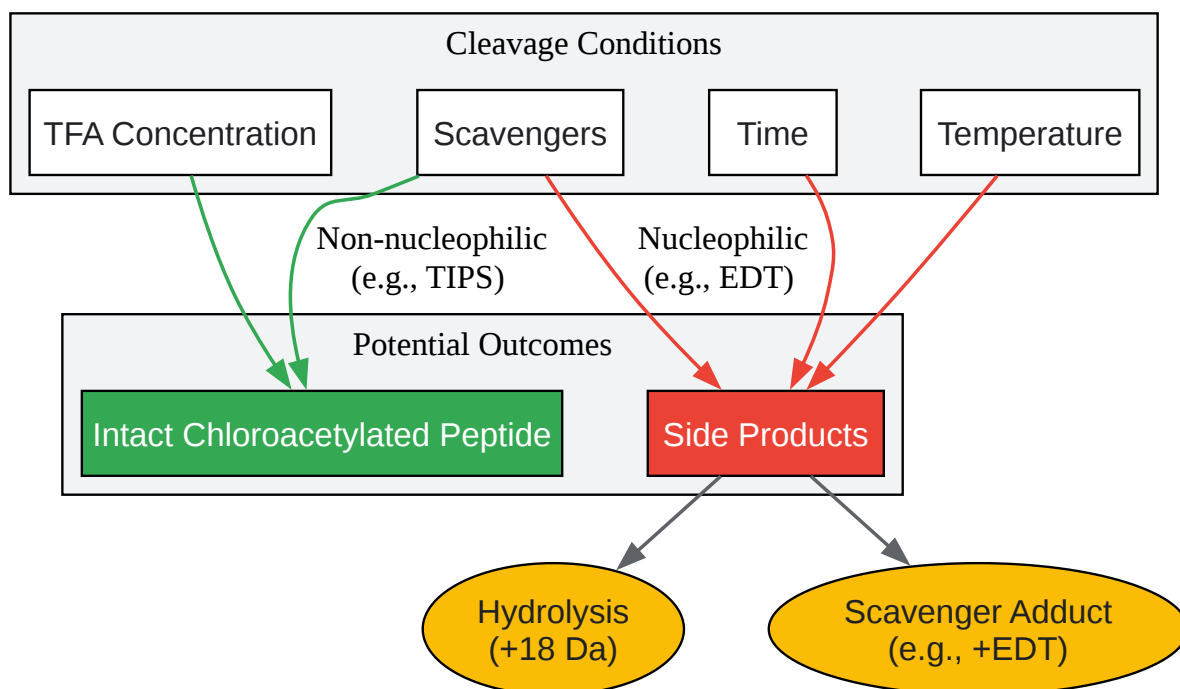 Cleavage Conditions
TFA Concentration
Scavengers
Time
Temperature
Non-nucleophilic
(e.g., TIPS)
Nucleophilic
(e.g., EDT)
Potential Outcomes
Intact Chloroacetylated Peptide
Side Products
Hydrolysis
(+18 Da)
Scavenger Adduct
(e.g., +EDT)